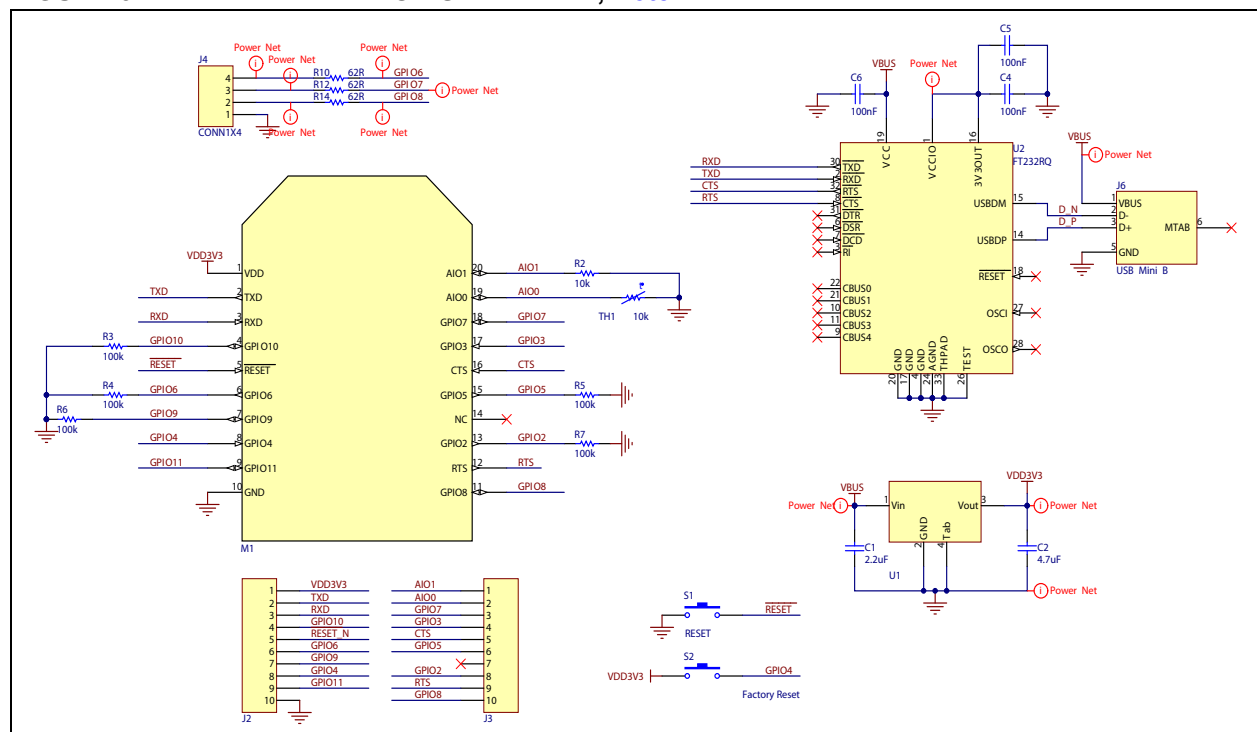 Power Net
J4
Power Net
Power Net
4 R10 62R GPIO6
3 R12 62R GPIO7
Power Net
2 R14 62R GPIO8
1
Power Net
Power Net
CONN1X4
C5
100nF
VBUS
Power Net
C6
100nF
C4
100nF
19
1
16
VCC
VCCIO
3V3OUT
U2
FT232RQ
RXD 30 TXD
TXD 2 RXD
CTS 32 RTS
RTS 8 CTS
31 DTR
6 DSR
7 DCD
3 RI
22 CBUS0
21 CBUS1
10 CBUS2
11 CBUS3
9 CBUS4
USBDM 15
USBDP 14
RESET 18
OSCI 27
OSCO 28
GND
GND
GND
AGND
THPAD
TEST
20
17
4
24
33
26
VBUS
Power Net
J6
1 VBUS
D_N 2 D-
D_P 3 D+
MTAB 6
5 GND
USB Mini B
VDD3V3
1 VDD
TXD 2 TXD
RXD 3 RXD
R3
100k
GPIO10 4 GPIO10
RESET 5 RESET
R4
100k
GPIO6 6 GPIO6
R6
100k
GPIO9 7 GPIO9
GPIO4 8 GPIO4
GPIO11 9 GPIO11
10 GND
M1
AIO1 20 AIO1
R2
10k
AIO0 19 AIO0
t°
TH1 10k
GPIO7 18 GPIO7
GPIO3 17 GPIO3
CTS 16 CTS
GPIO5 15 GPIO5
R5
100k
NC 14
GPIO2 13 GPIO2
R7
100k
RTS 12 RTS
GPIO8 11 GPIO8
VBUS
Power Net
1 Vin
Vout 3
GND
Tab
2
4
VDD3V3
Power Net
C1
2.2uF
U1
C2
4.7uF
Power Net
1 VDD3V3
2 TXD
3 RXD
4 GPIO10
5 RESET_N
6 GPIO6
7 GPIO9
8 GPIO4
9 GPIO11
10
J2
AIO1 1
AIO0 2
GPIO7 3
GPIO3 4
CTS 5
GPIO5 6
7
GPIO2 8
RTS 9
GPIO8 10
J3
S1
RESET
RESET
S2
VDD3V3
GPIO4
Factory Reset